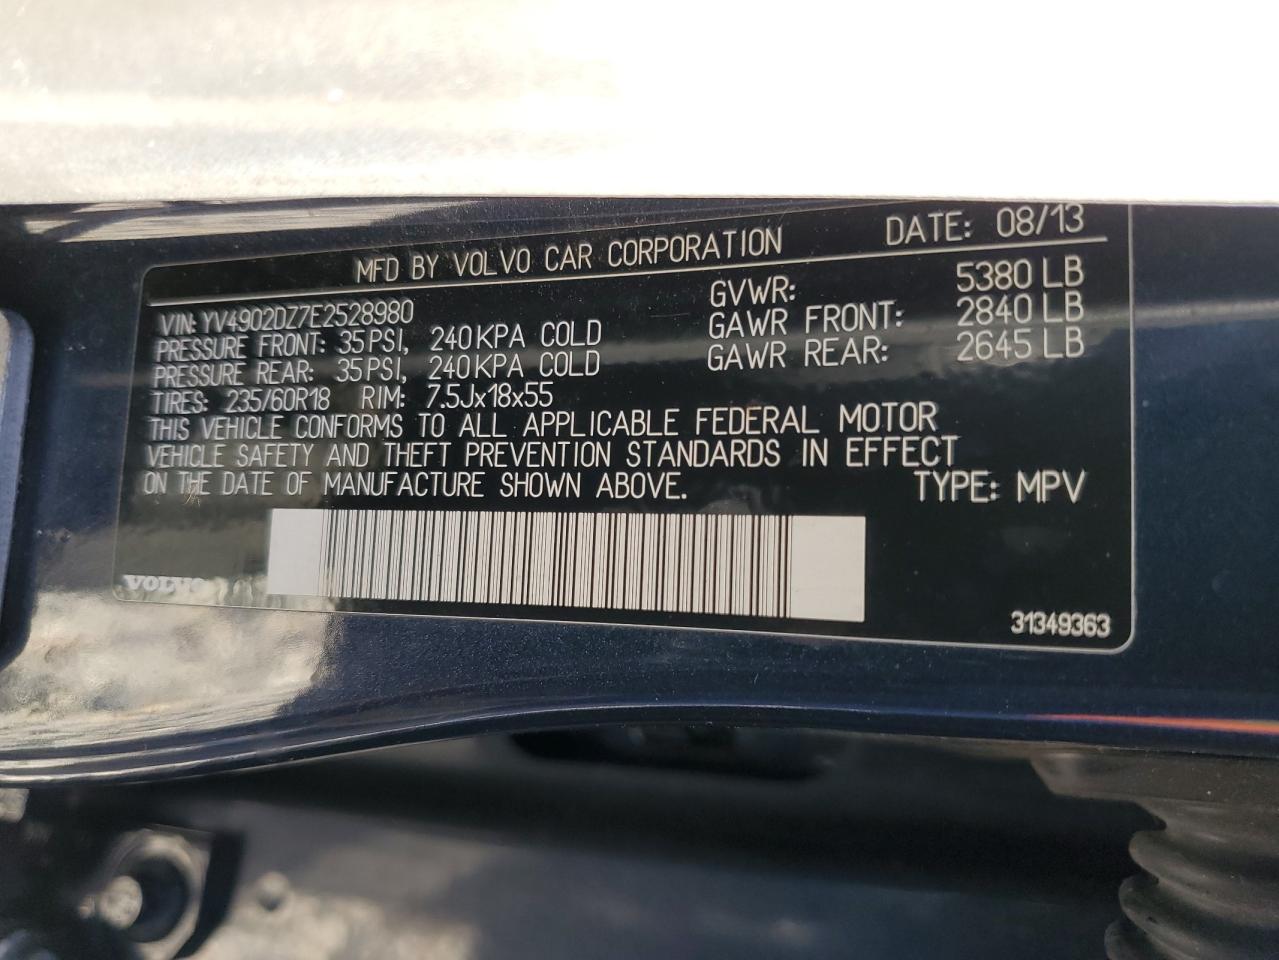 MFD BY VOLVO CAR CORPORATION DATE: 08/13
VIN: YV4902DZ7E2528980 GVWR: 5380 LB
PRESSURE FRONT: 35 PSI, 240 KPA COLD GAWR FRONT: 2840 LB
PRESSURE REAR: 35 PSI, 240 KPA COLD GAWR REAR: 2645 LB
TIRES: 235/60R18 RIM: 7.5Jx18x55
THIS VEHICLE CONFORMS TO ALL APPLICABLE FEDERAL MOTOR
VEHICLE SAFETY AND THEFT PREVENTION STANDARDS IN EFFECT
ON THE DATE OF MANUFACTURE SHOWN ABOVE. TYPE: MPV
VOLVO
31349363